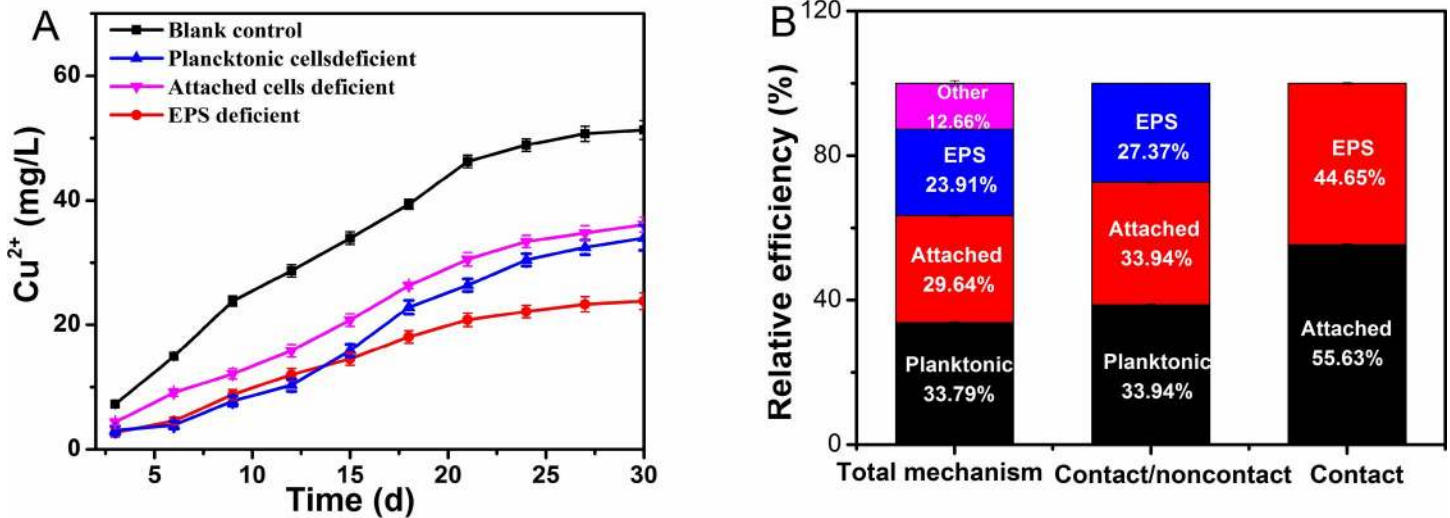 A
Blank control
Planctonic cellsdeficient
Attached cells deficient
EPS deficient
Cu²⁺ (mg/L)
60
40
20
0
5
10
15
20
25
30
Time (d)
B
Relative efficiency (%)
120
80
40
0
Other
12.66%
EPS
23.91%
Attached
29.64%
Planktonic
33.79%
EPS
27.37%
Attached
33.94%
Planktonic
33.94%
EPS
44.65%
Attached
55.63%
Total mechanism
Contact/noncontact
Contact